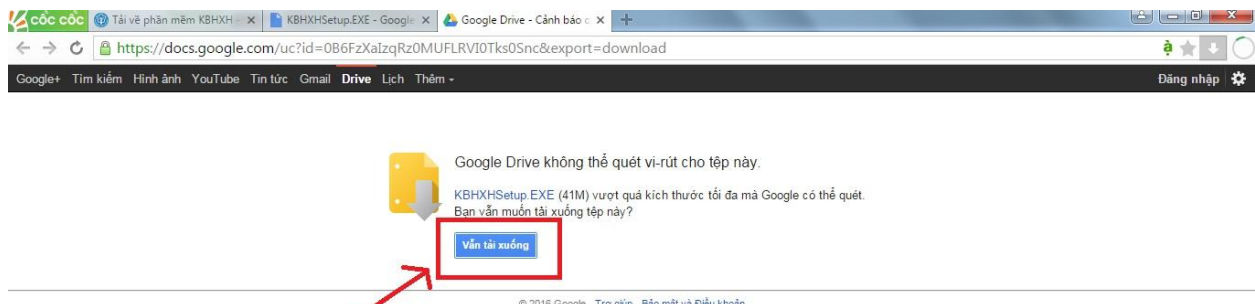 cốc cốc Tải về phần mềm KBHXH - KBHXHSetup.EXE - Google Google Drive - Cảnh báo c
https://docs.google.com/uc?id=0B6FzXaIzqRz0MUFLRVI0Tks0Snc&export=download
Google+ Tìm kiếm Hình ảnh YouTube Tin tức Gmail Drive Lịch Thêm Đăng nhập
Google Drive không thể quét vi-rút cho tệp này.
KBHXHSetup.EXE (41M) vượt quá kích thước tối đa mà Google có thể quét.
Bạn vẫn muốn tải xuống tệp này?
Vẫn tải xuống
© 2016 Google - Trợ giúp - Bảo mật và Điều khoản